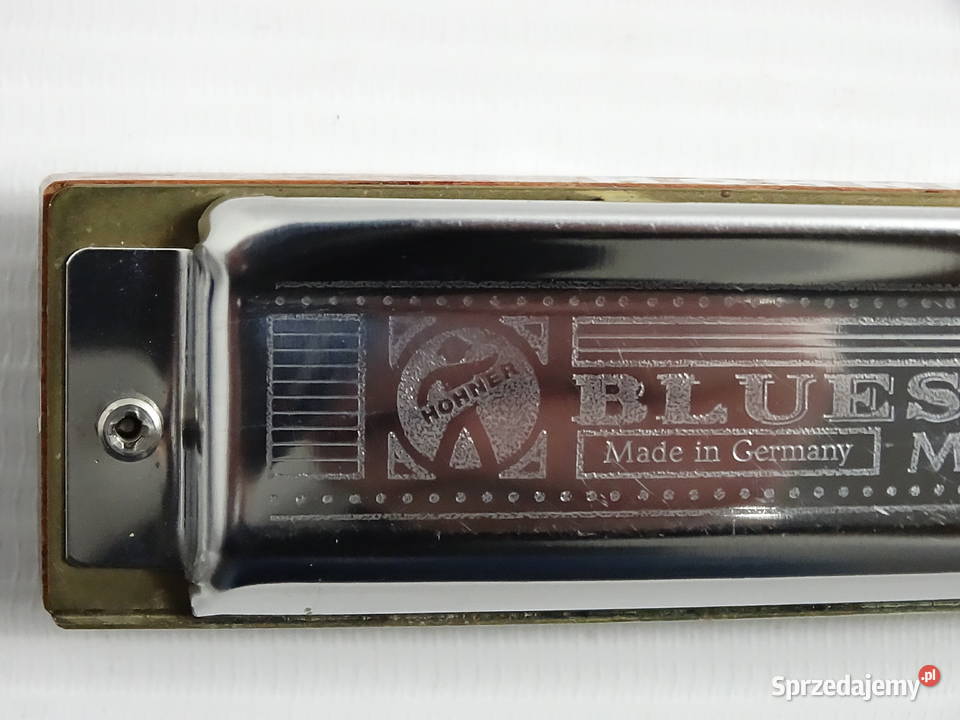 HOHNER
BLUES
Made in Germany
M
Sprzedajemy.pl